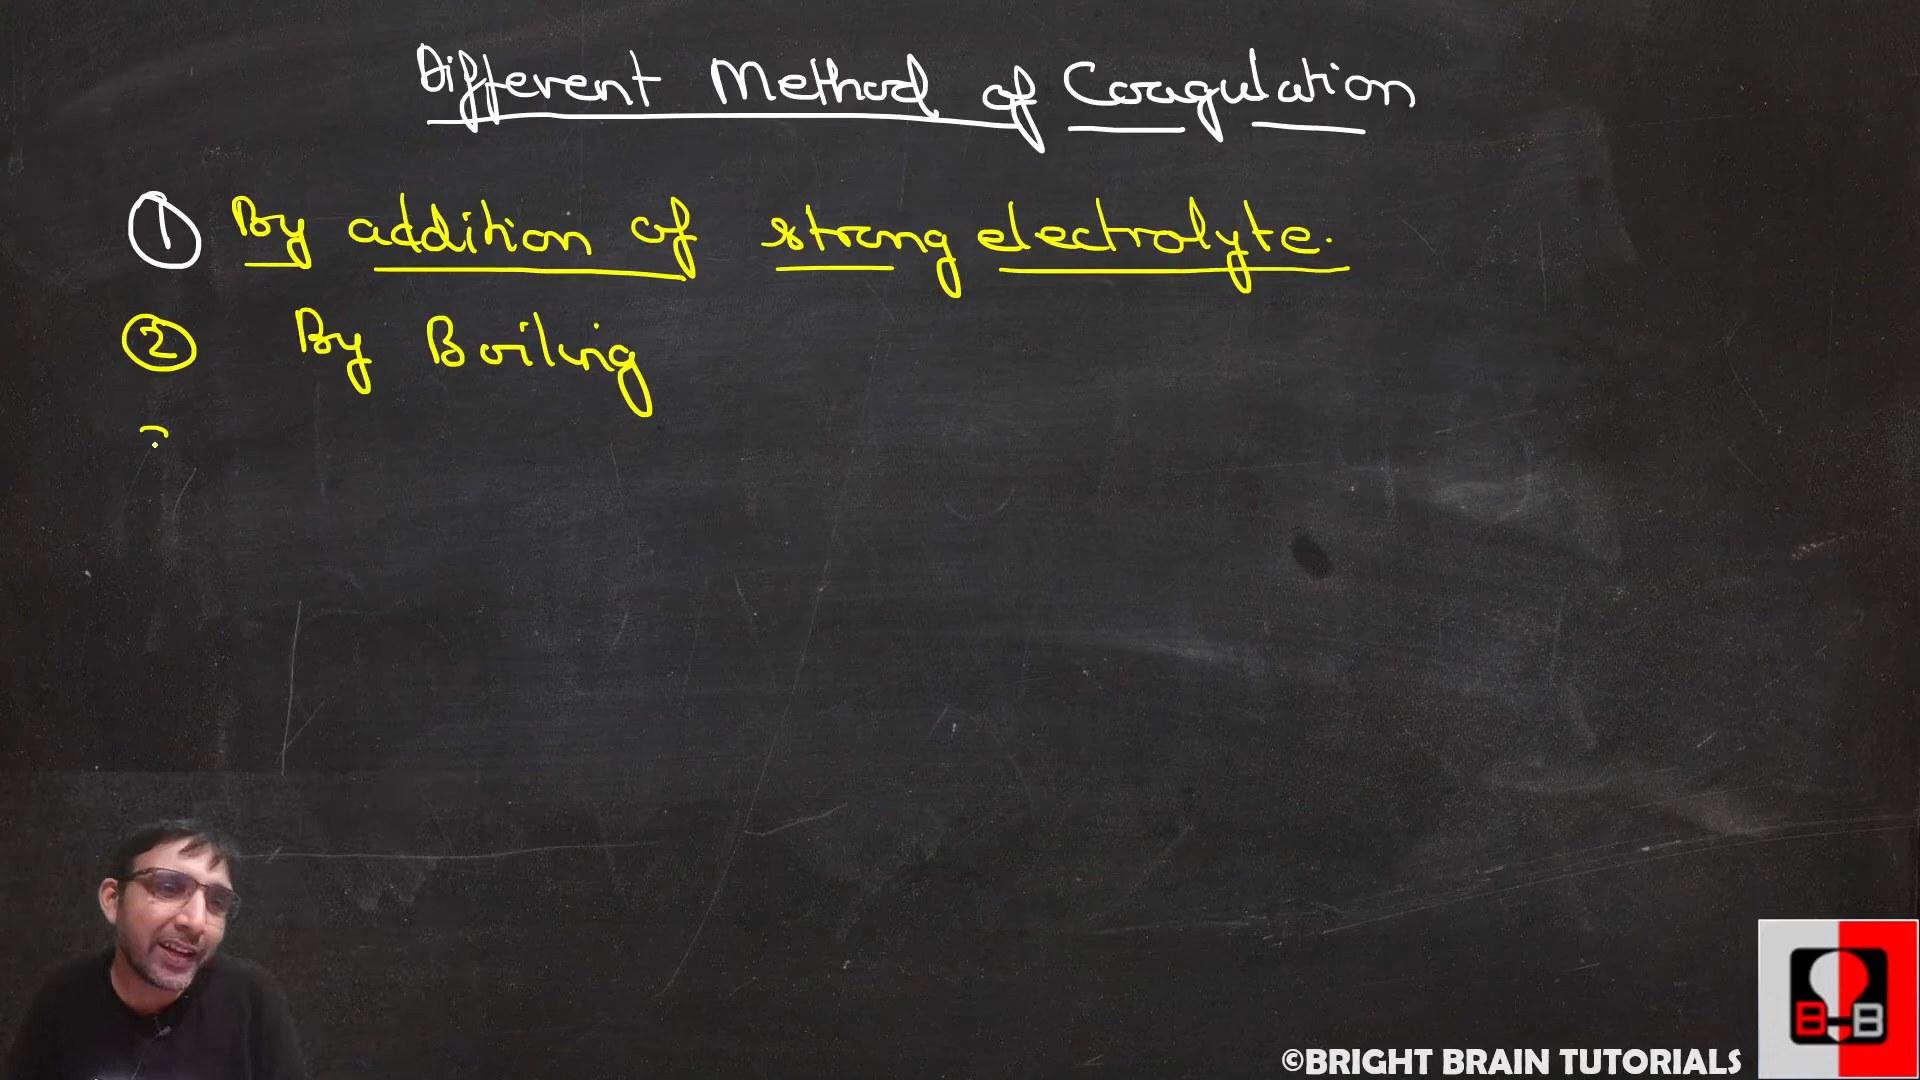 Different Method of Coagulation
① By addition of strong electrolyte.
② By Boiling
B B
©BRIGHT BRAIN TUTORIALS